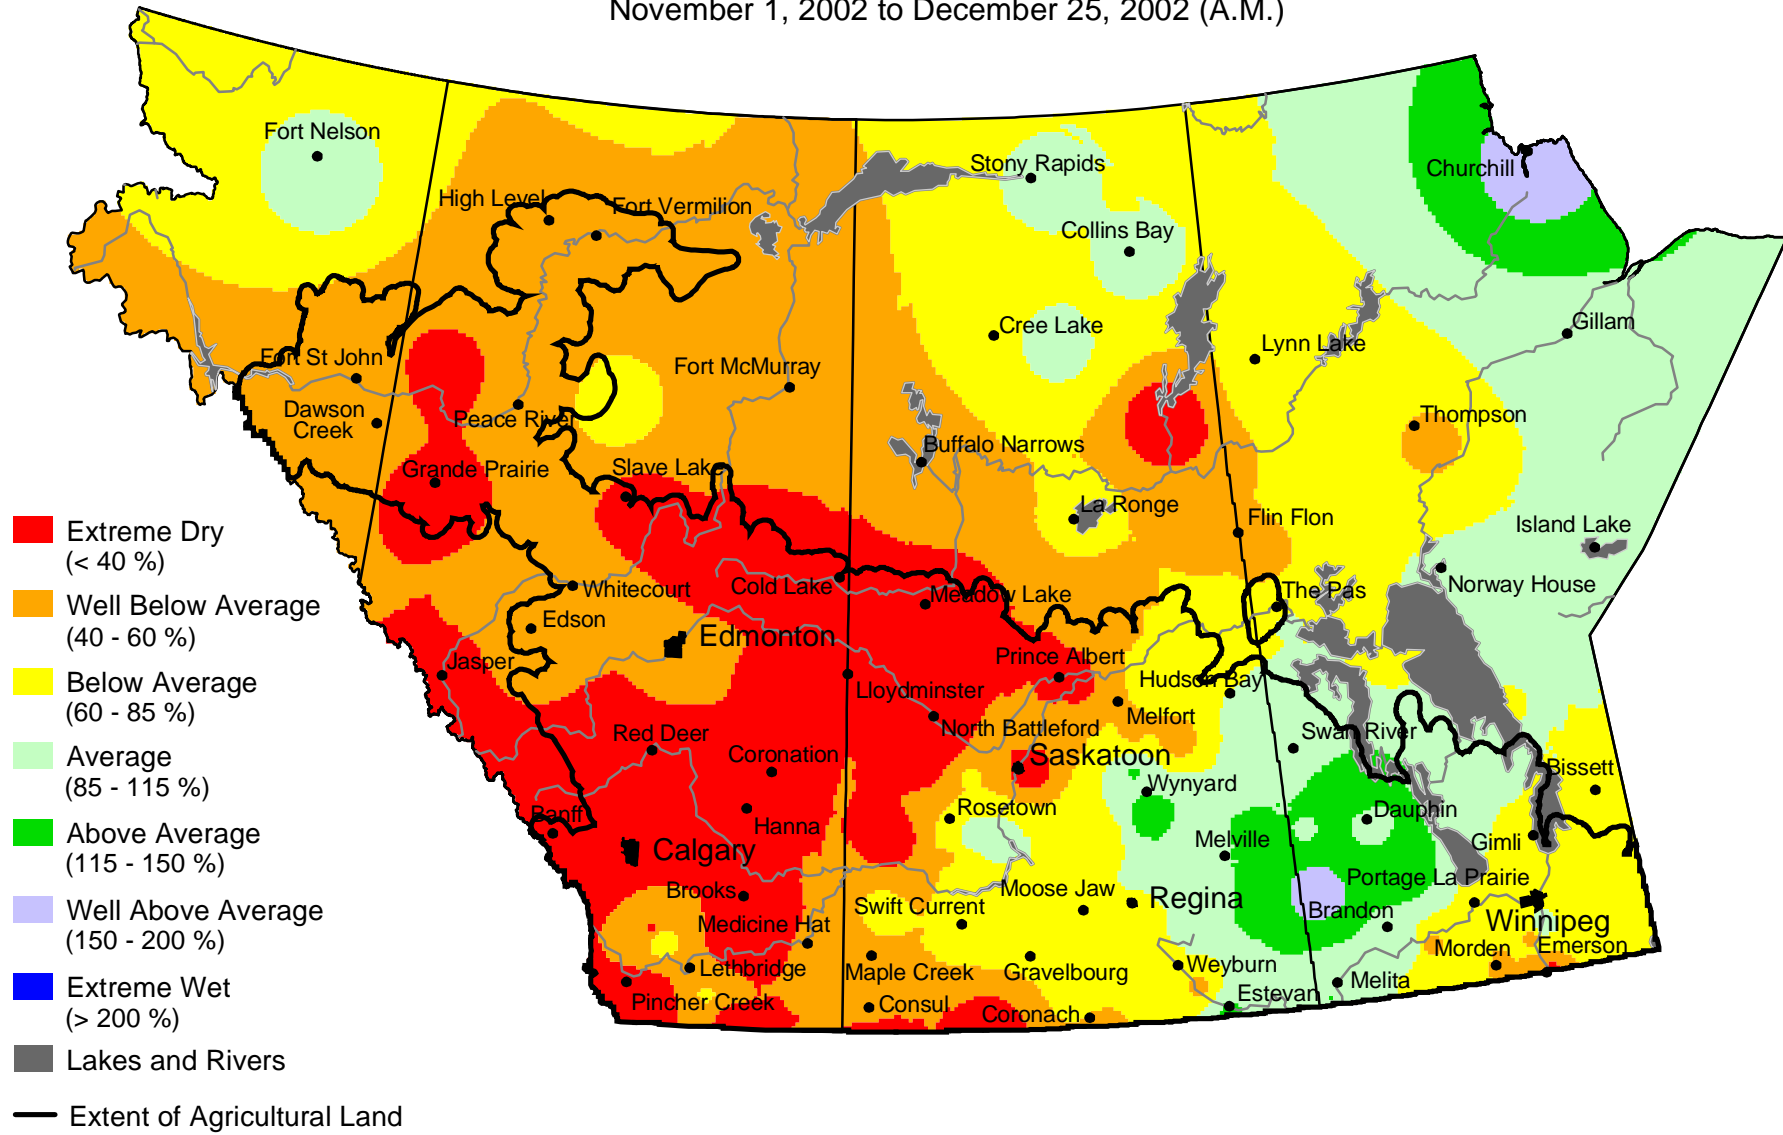 November 1, 2002 to December 25, 2002 (A.M.)
Fort Nelson
Churchill
Stony Rapids
High Level
Fort Vermilion
Collins Bay
Gillam
Cree Lake
Lynn Lake
Fort St John
Fort McMurray
Dawson
Creek
Peace River
Thompson
Buffalo Narrows
Grande Prairie
Slave Lake
La Ronge
Flin Flon
Island Lake
Whitecourt
Cold Lake
Meadow Lake
The Pas
Norway House
Edson
Edmonton
Jasper
Prince Albert
Hudson Bay
Lloydminster
Melfort
North Battleford
Red Deer
Coronation
Saskatoon
Swan River
Bissett
Wynyard
Rosetown
Dauphin
Banff
Hanna
Melville
Gimli
Calgary
Brooks
Moose Jaw
Regina
Portage La Prairie
Swift Current
Brandon
Winnipeg
Medicine Hat
Morden
Emerson
Lethbridge
Maple Creek
Gravelbourg
Weyburn
Pincher Creek
Consul
Coronach
Estevan
Melita
Extreme Dry
(< 40 %)
Well Below Average
(40 - 60 %)
Below Average
(60 - 85 %)
Average
(85 - 115 %)
Above Average
(115 - 150 %)
Well Above Average
(150 - 200 %)
Extreme Wet
(> 200 %)
Lakes and Rivers
Extent of Agricultural Land